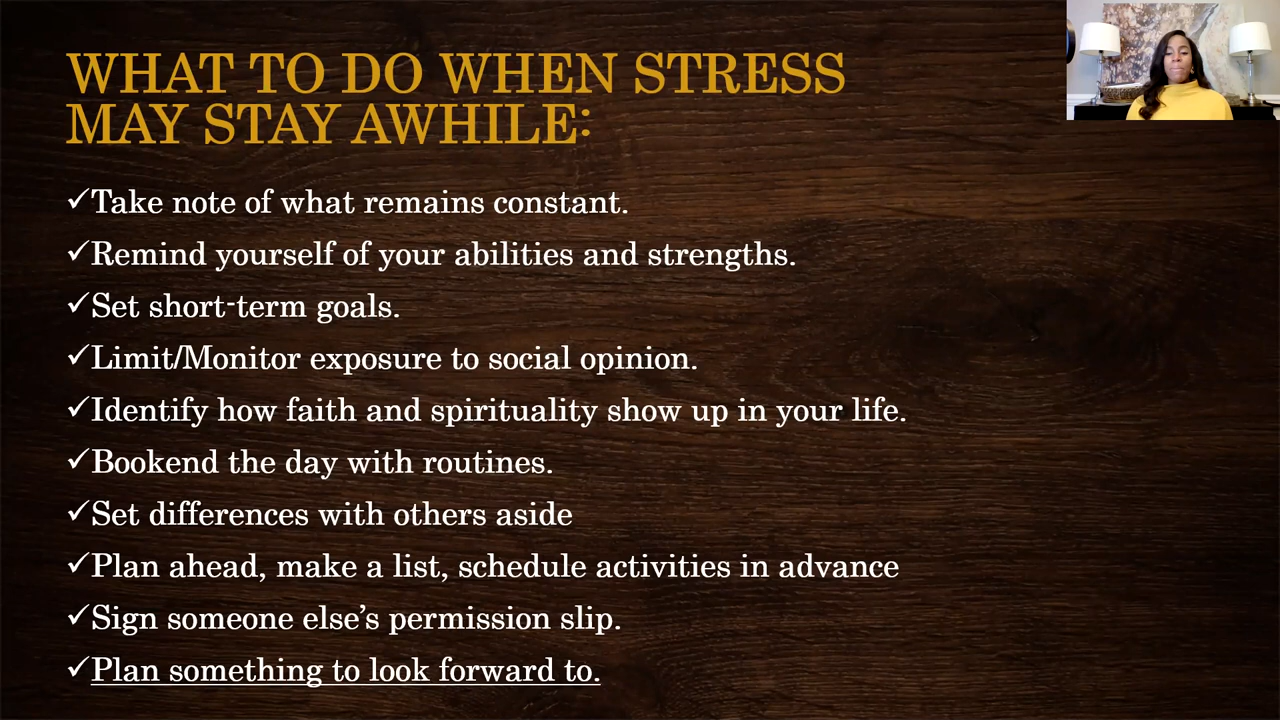 WHAT TO DO WHEN STRESS
MAY STAY AWHILE:
✓Take note of what remains constant.
✓Remind yourself of your abilities and strengths.
✓Set short-term goals.
✓Limit/Monitor exposure to social opinion.
✓Identify how faith and spirituality show up in your life.
✓Bookend the day with routines.
✓Set differences with others aside
✓Plan ahead, make a list, schedule activities in advance
✓Sign someone else’s permission slip.
✓Plan something to look forward to.